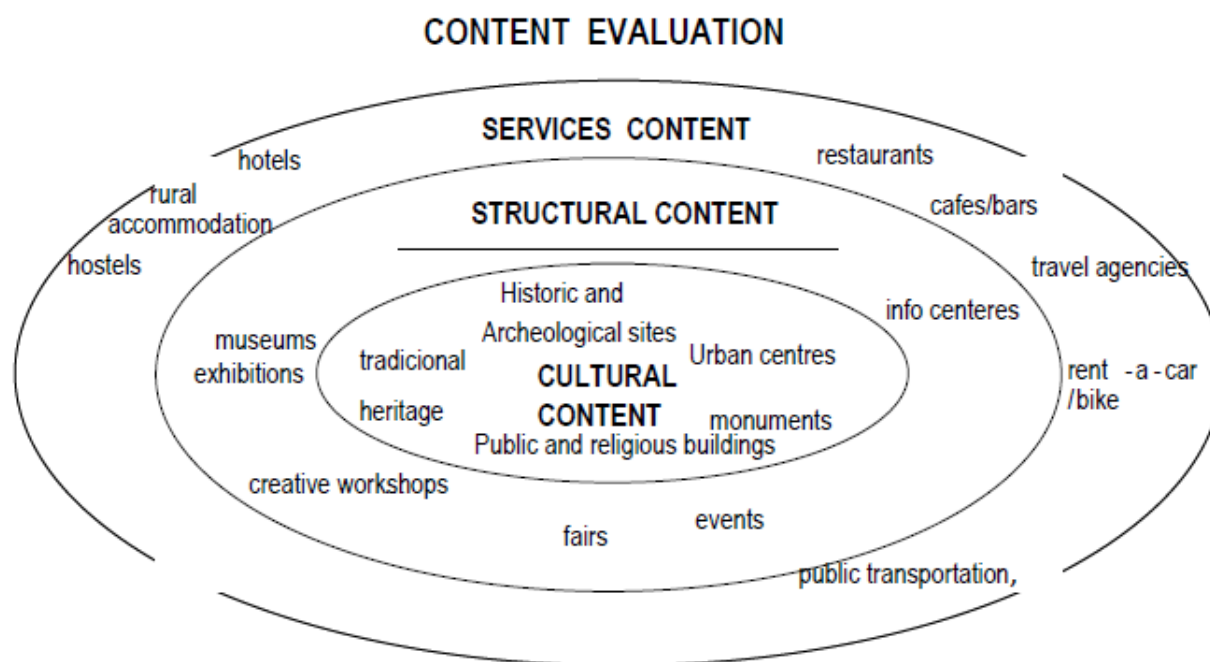 CONTENT EVALUATION
SERVICES CONTENT
hotels
restaurants
rural
accommodation
cafes/bars
STRUCTURAL CONTENT
hostels
travel agencies
Historic and
info centeres
Archeological sites
museums
exhibitions
tradicional
Urban centres
CULTURAL
CONTENT
rent -a-car
/bike
heritage
monuments
Public and religious buildings
creative workshops
events
fairs
public transportation,